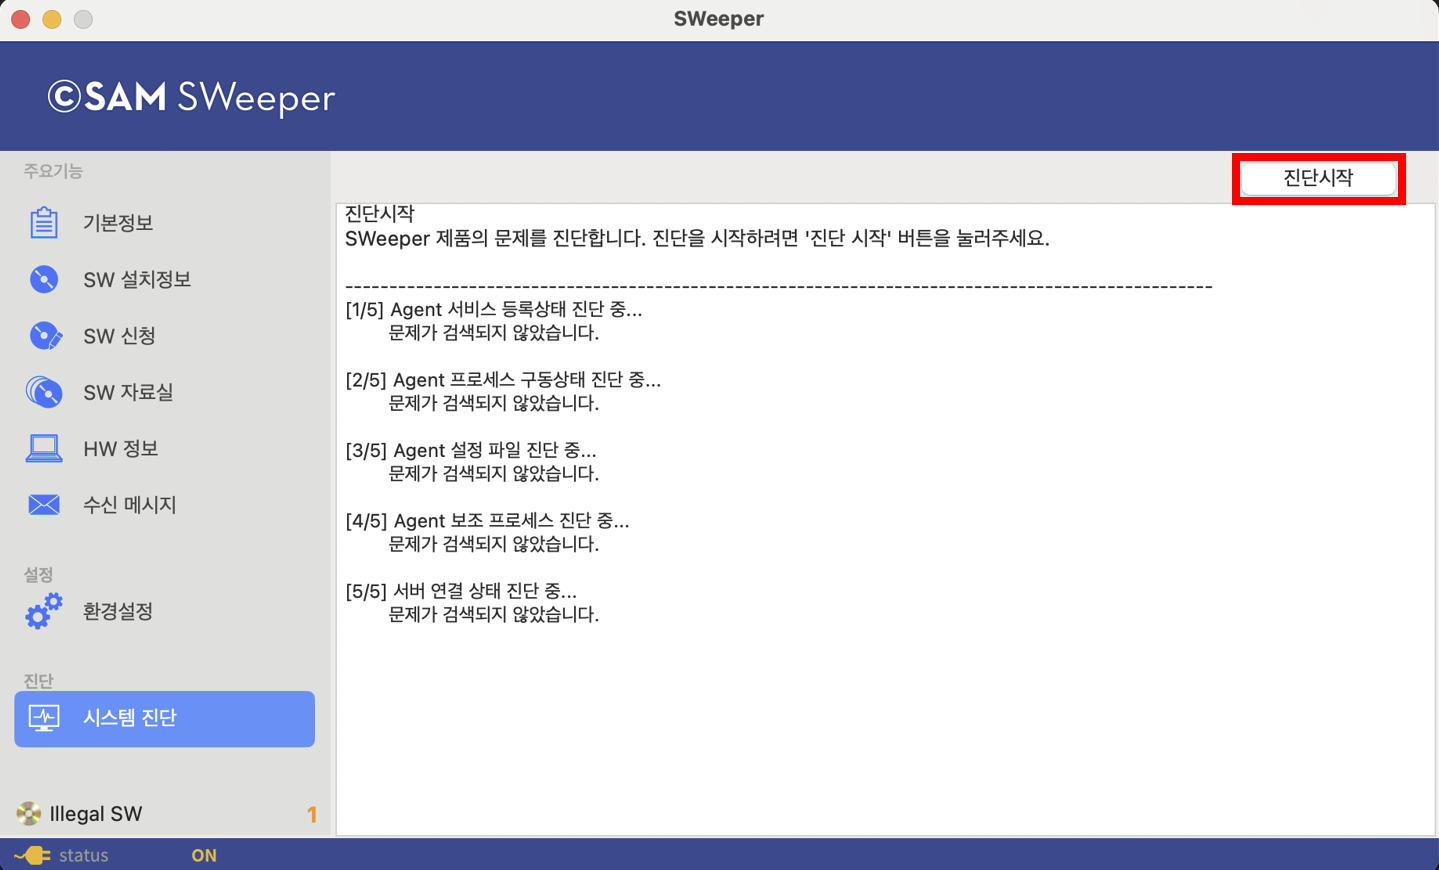 SWeeper
©SAM SWeeper
주요기능
기본정보
SW 설치정보
SW 신청
SW 자료실
HW 정보
수신 메시지
설정
환경설정
진단
시스템 진단
Illegal SW 1
status ON
진단시작
진단시작
SWeeper 제품의 문제를 진단합니다. 진단을 시작하려면 '진단 시작' 버튼을 눌러주세요.
---------------------------------------------------------------------------------------------------
[1/5] Agent 서비스 등록상태 진단 중...
문제가 검색되지 않았습니다.
[2/5] Agent 프로세스 구동상태 진단 중...
문제가 검색되지 않았습니다.
[3/5] Agent 설정 파일 진단 중...
문제가 검색되지 않았습니다.
[4/5] Agent 보조 프로세스 진단 중...
문제가 검색되지 않았습니다.
[5/5] 서버 연결 상태 진단 중...
문제가 검색되지 않았습니다.